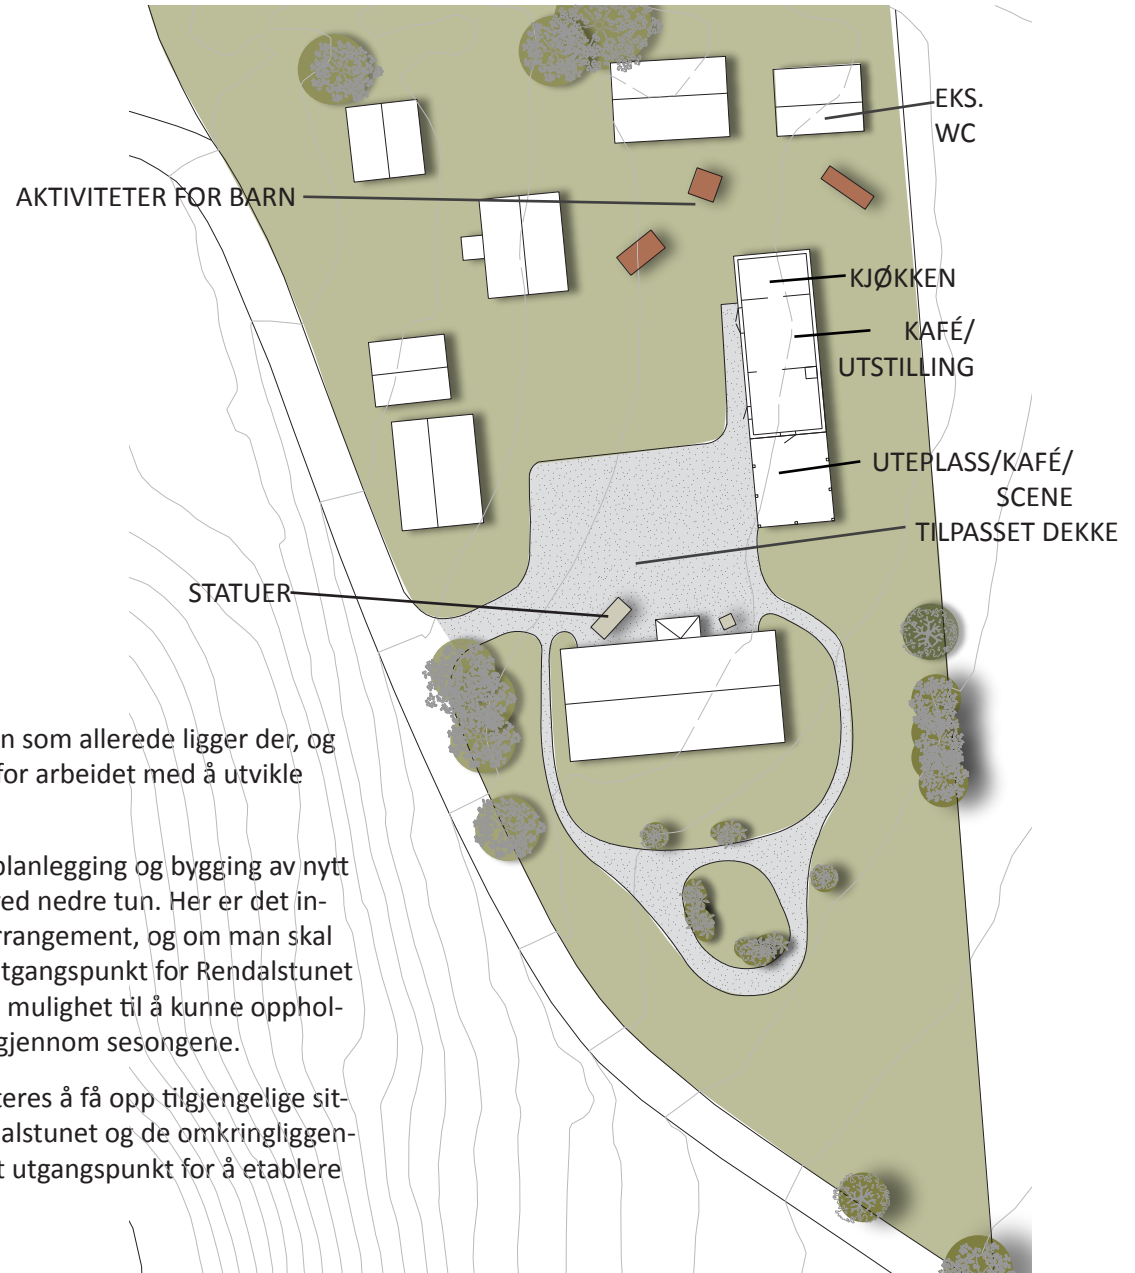 EKS.
WC
AKTIVITETER FOR BARN
KJØKKEN
KAFÉ/
UTSTILLING
UTEPLASS/KAFÉ/
SCENE
TILPASSET DEKKE
STATUER
n som allerede ligger der, og
for arbeidet med å utvikle
planlegging og bygging av nytt
ved nedre tun. Her er det in-
rrangement, og om man skal
tgangspunkt for Rendalstunet
mulighet til å kunne opphol-
gjennom sesongene.
teres å få opp tilgjengelige sit-
alstunet og de omkringliggen-
t utgangspunkt for å etablere